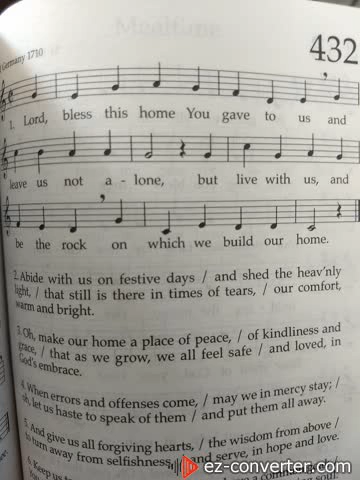 Mealtime
Germany 1710
432
1. Lord, bless this home You gave to us and
leave us not a - lone, but live with us, and
be the rock on which we build our home.
2. Abide with us on festive days / and shed the heav'nly
light, / that still is there in times of tears, / our comfort,
warm and bright.
3. Oh, make our home a place of peace, / of kindliness and
grace, / that as we grow, we all feel safe / and loved, in
God's embrace.
4. When errors and offenses come, / may we in mercy stay; /
oh, let us haste to speak of them / and put them all away.
5. And give us all forgiving hearts, / the wisdom from above /
to turn away from selfishness, / and serve, in hope and love.
6. Keep us
ez-converter.com